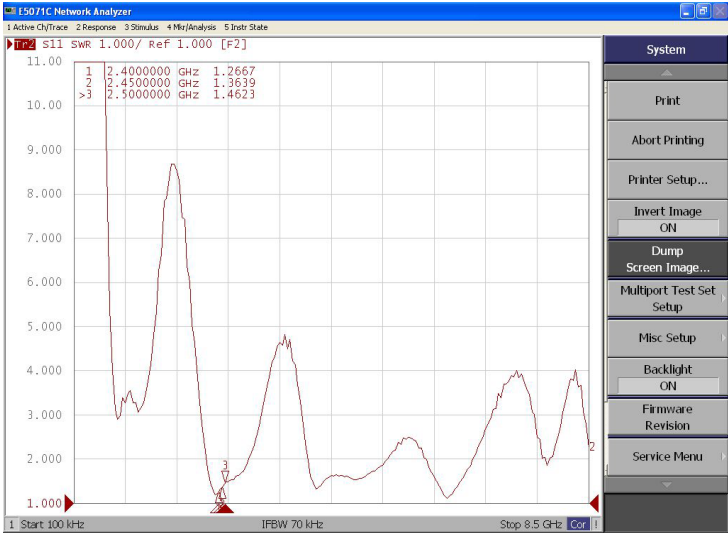 E5071C Network Analyzer
1 Active Ch/Trace 2 Response 3 Stimulus 4 Mkr/Analysis 5 Instr State
Tr2 S11 SWR 1.000/ Ref 1.000 [F2]
11.00
1 2.4000000 GHz 1.2667
2 2.4500000 GHz 1.3639
>3 2.5000000 GHz 1.4623
10.00
9.000
8.000
7.000
6.000
5.000
4.000
3.000
2.000
1.000
3
2
1 Start 100 kHz IFBW 70 kHz Stop 8.5 GHz Cor !
System
Print
Abort Printing
Printer Setup...
Invert Image
ON
Dump
Screen Image...
Multiport Test Set
Setup
Misc Setup
Backlight
ON
Firmware
Revision
Service Menu